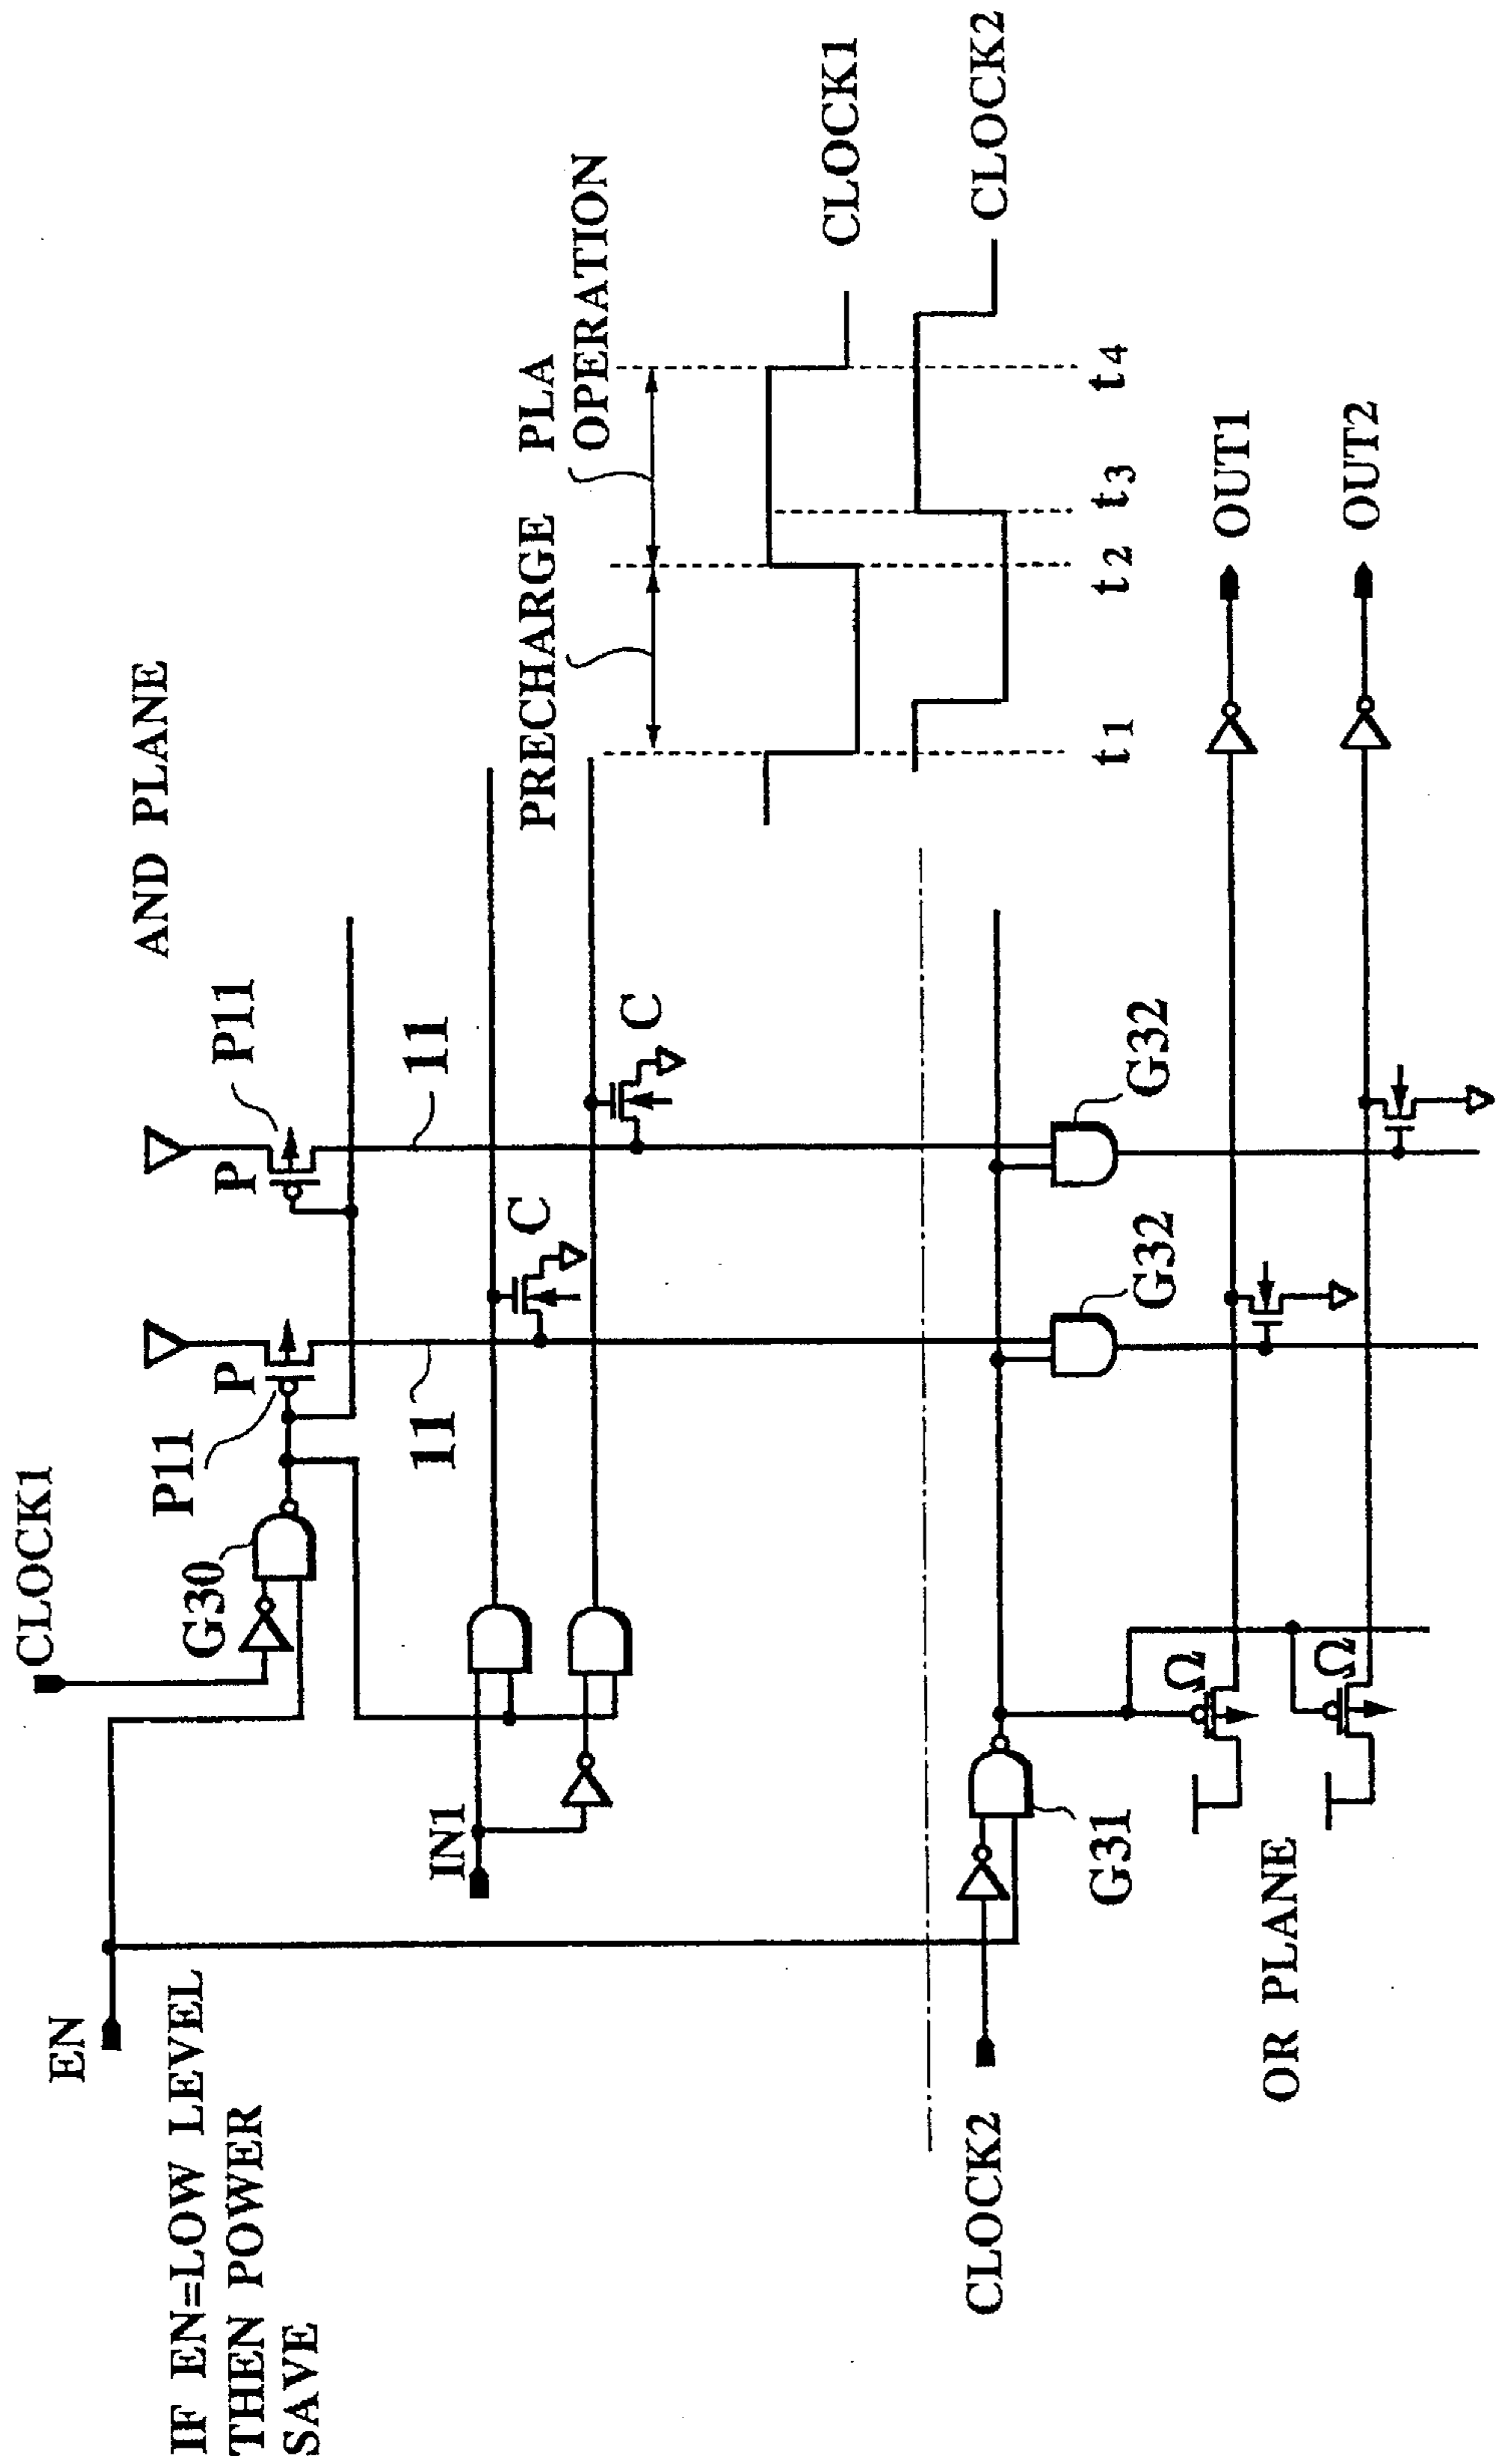 EN
IF EN=LOW LEVEL
THEN POWER
SAVE
CLOCK1
G30
P11
P
P11
P
AND PLANE
11
11
IN1
C
C
PRECHARGE
PLA
OPERATION
CLOCK1
CLOCK2
t1
t2
t3
t4
CLOCK2
G31
G32
G32
OR PLANE
Ω
Ω
OUT1
OUT2